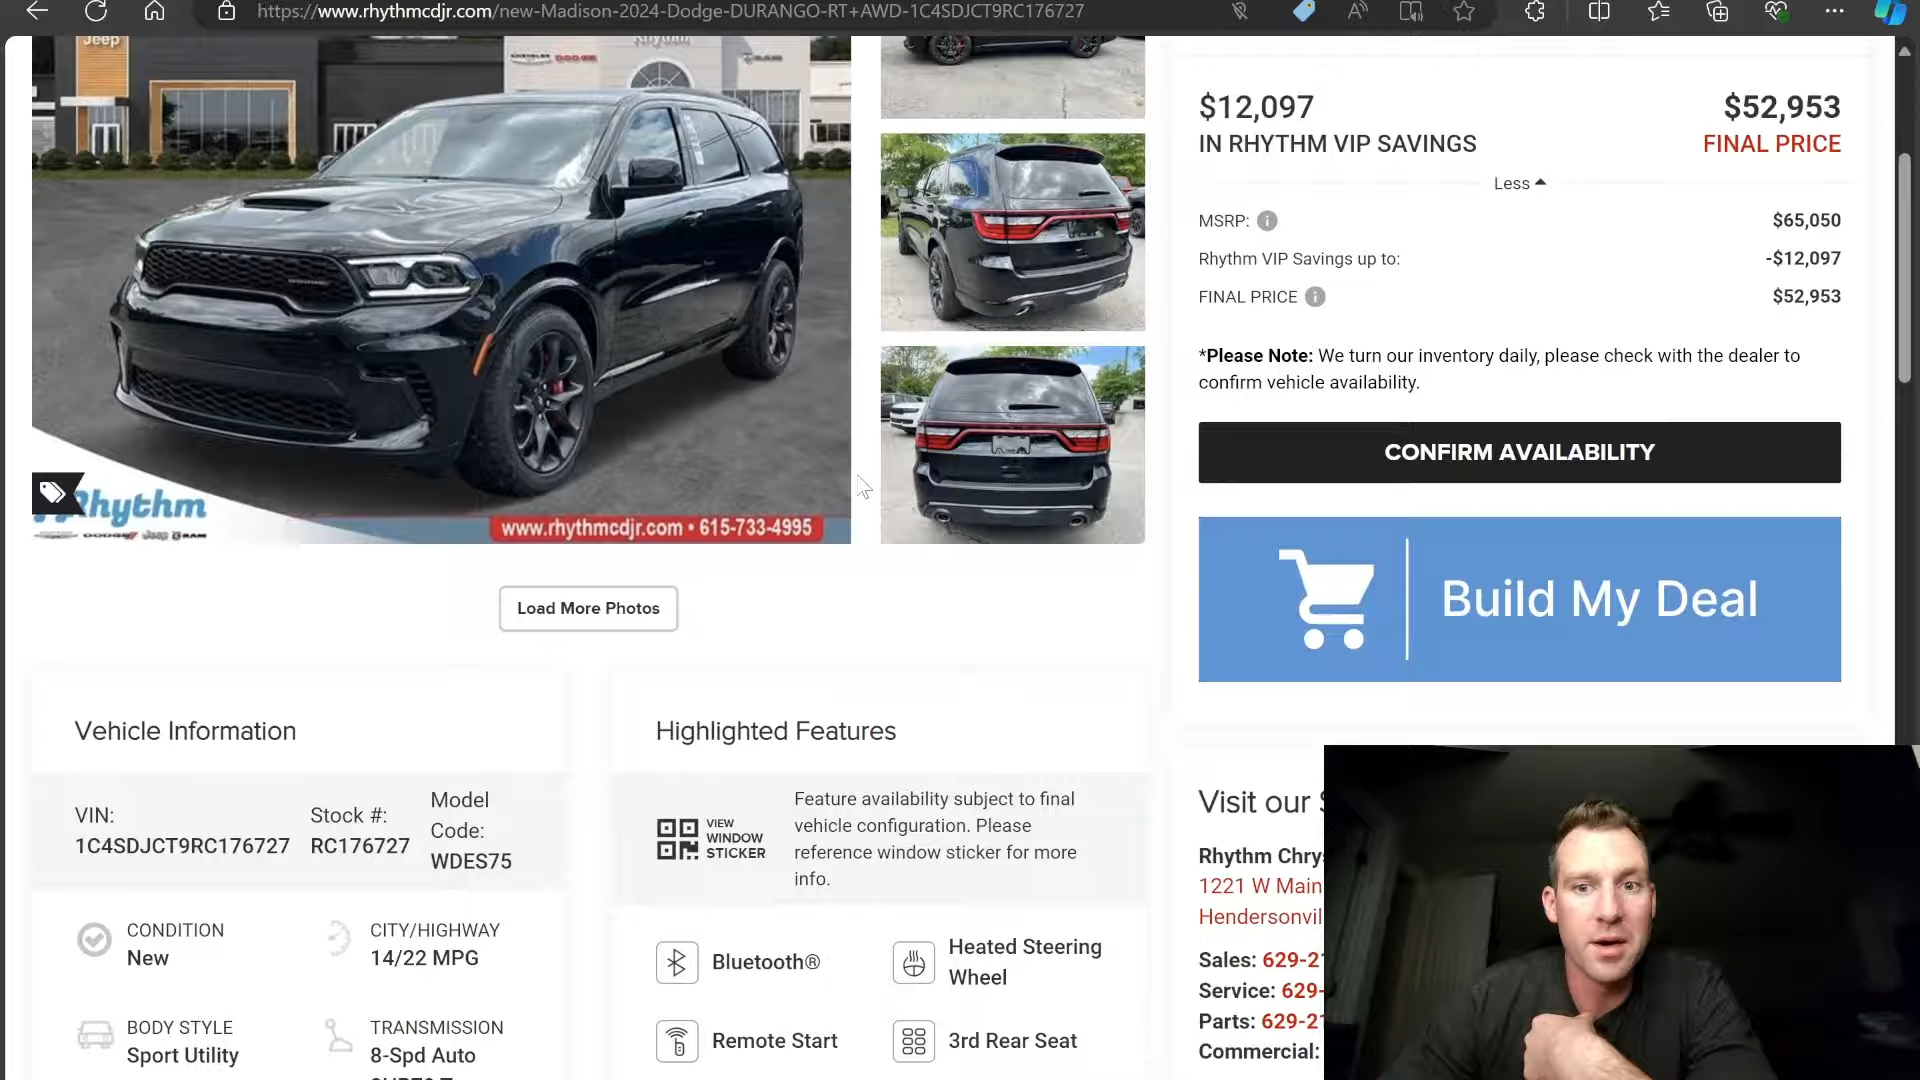 https://www.rhythmcdjr.com/new-Madison-2024-Dodge-DURANGO-RT+AWD-1C4SDJCT9RC176727
Jeep
Rhythm
RAM
Rhythm
DODGE Jeep RAM
www.rhythmcdjr.com • 615-733-4995
Load More Photos
$12,097
IN RHYTHM VIP SAVINGS
$52,953
FINAL PRICE
Less
MSRP:
$65,050
Rhythm VIP Savings up to:
-$12,097
FINAL PRICE
$52,953
*Please Note: We turn our inventory daily, please check with the dealer to
confirm vehicle availability.
CONFIRM AVAILABILITY
Build My Deal
Vehicle Information
VIN:
1C4SDJCT9RC176727
Stock #:
RC176727
Model
Code:
WDES75
CONDITION
New
CITY/HIGHWAY
14/22 MPG
BODY STYLE
Sport Utility
TRANSMISSION
8-Spd Auto
Highlighted Features
VIEW
WINDOW
STICKER
Feature availability subject to final
vehicle configuration. Please
reference window sticker for more
info.
Bluetooth®
Heated Steering
Wheel
Remote Start
3rd Rear Seat
Visit our
Rhythm Chry
1221 W Main
Hendersonvil
Sales: 629-21
Service: 629-
Parts: 629-21
Commercial: